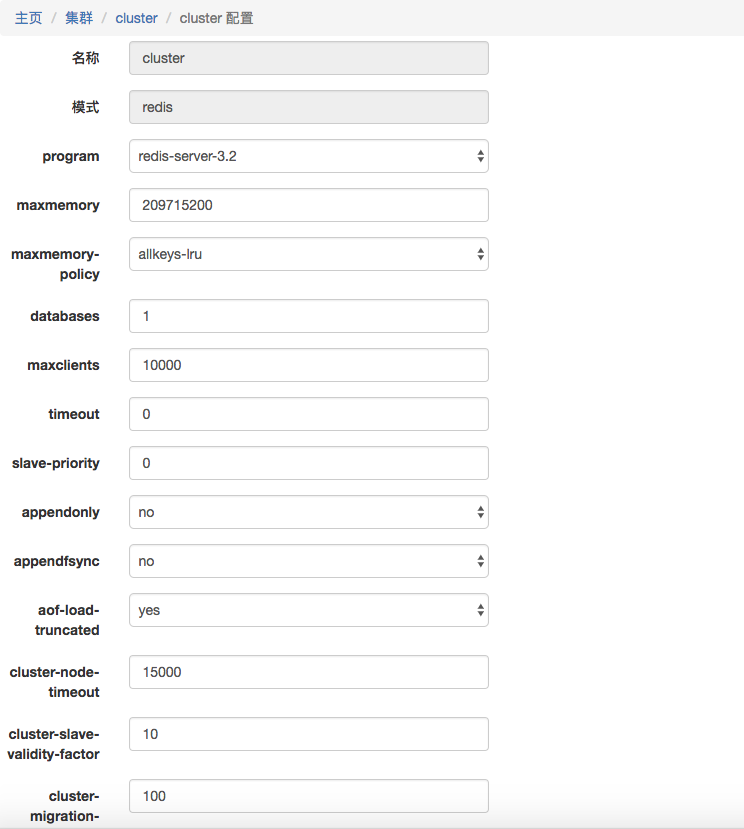 主页 / 集群 / cluster / cluster 配置
名称 cluster
模式 redis
program redis-server-3.2
maxmemory 209715200
maxmemory-
policy allkeys-lru
databases 1
maxclients 10000
timeout 0
slave-priority 0
appendonly no
appendfsync no
aof-load-
truncated yes
cluster-node-
timeout 15000
cluster-slave-
validity-factor 10
cluster-
migration- 100